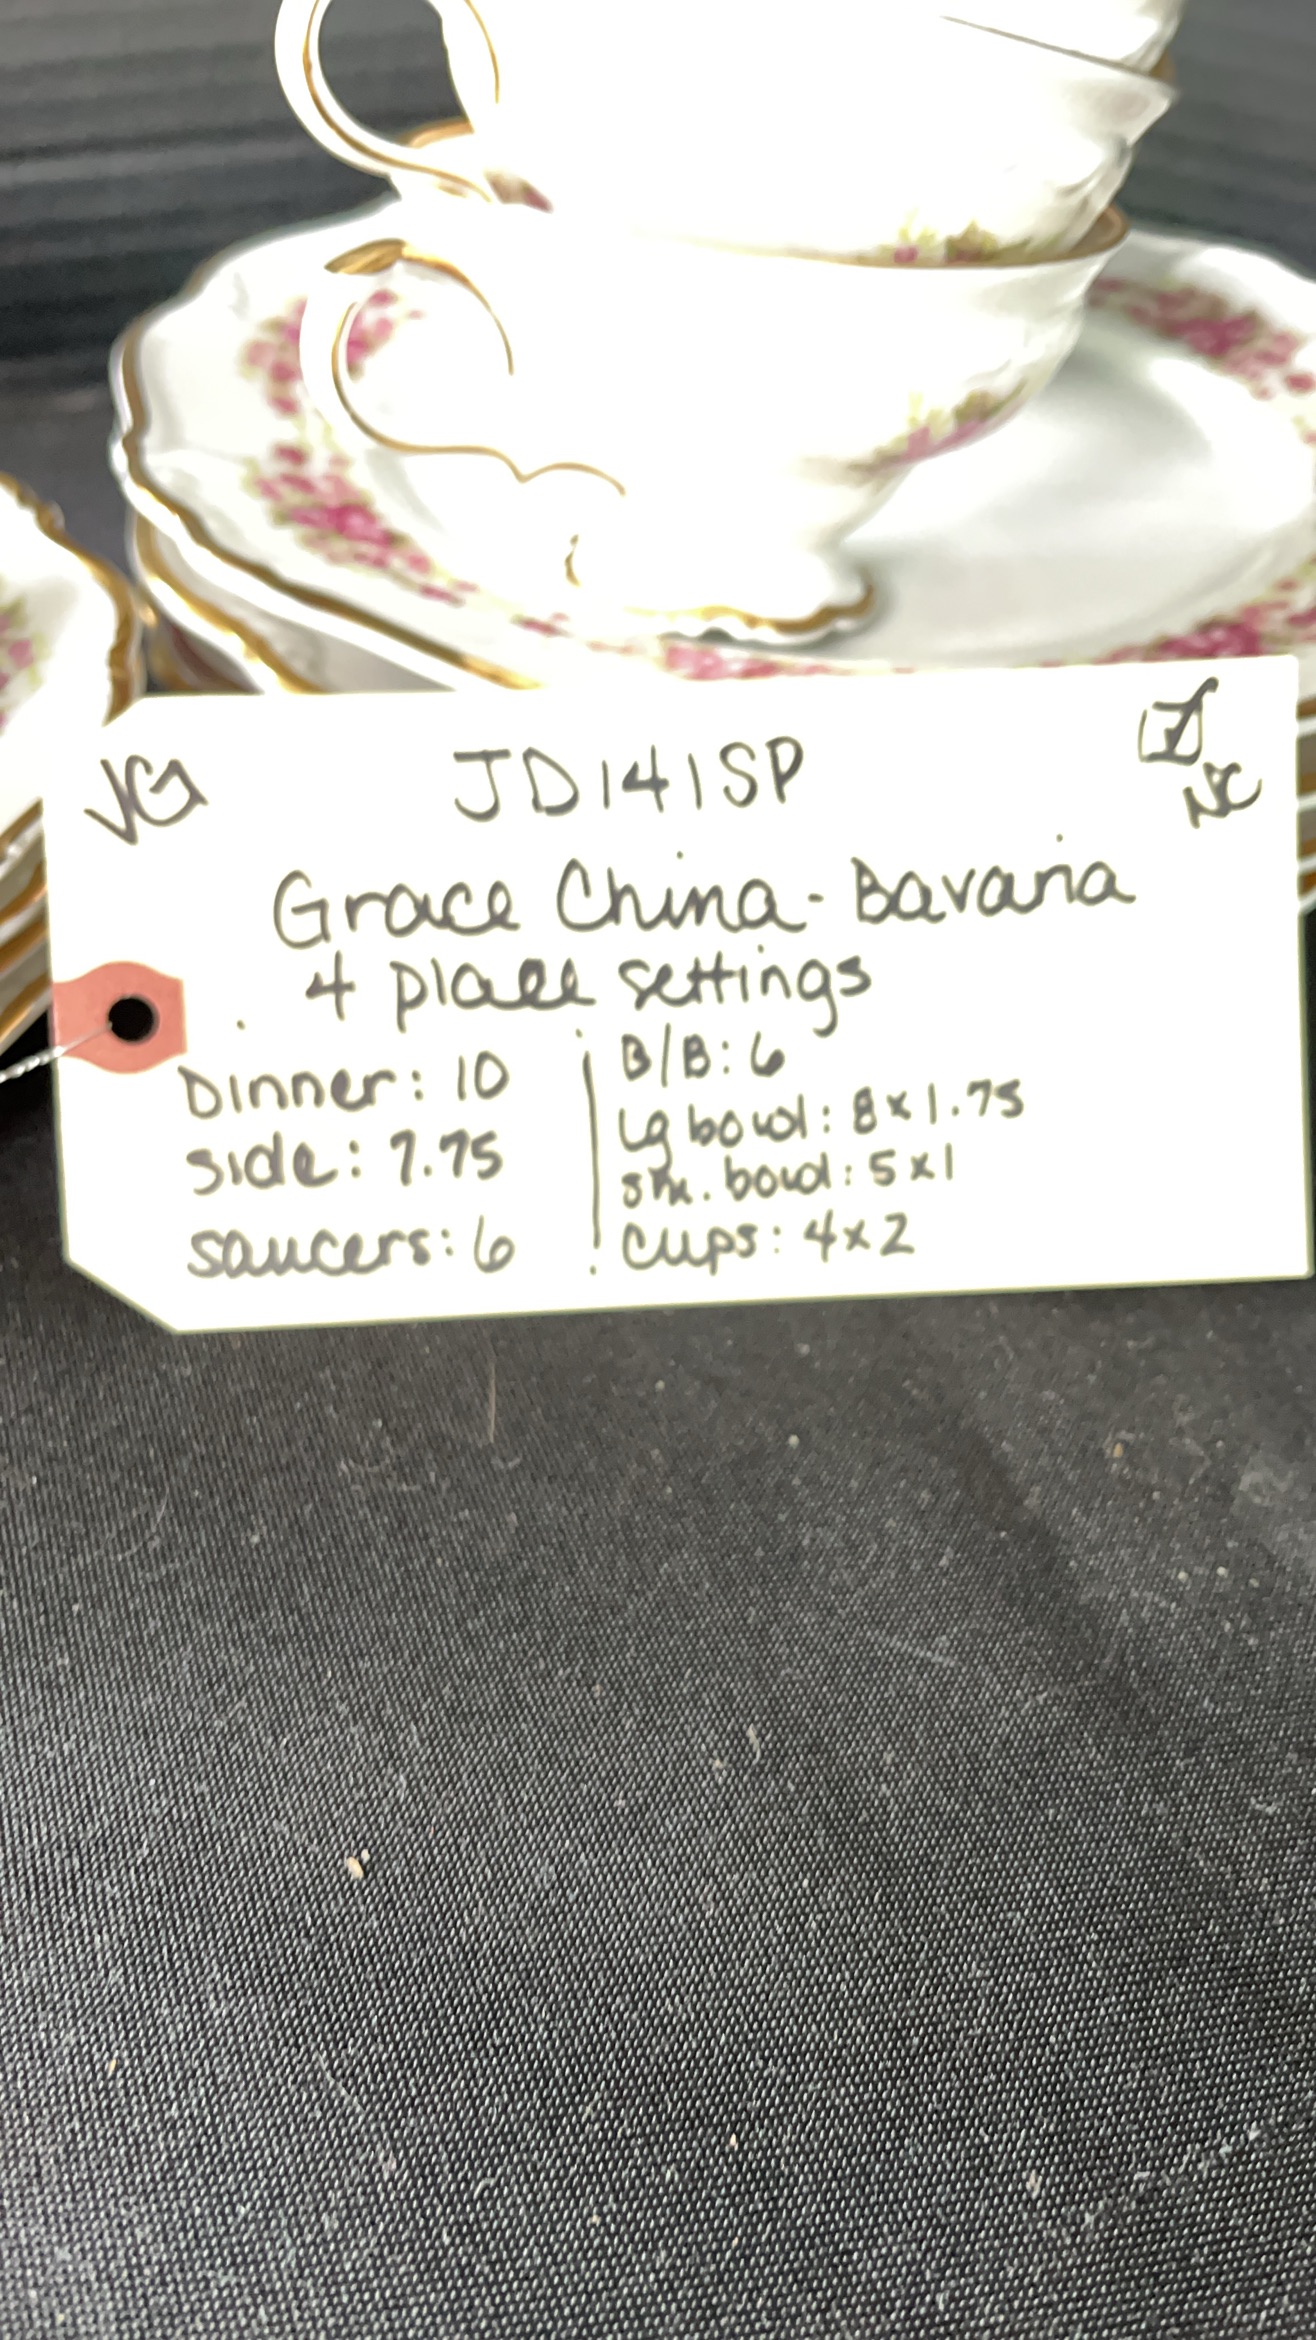 VG
JD141SP
NC
Grace China - Bavaria
4 place settings
Dinner: 10
side: 7.75
saucers: 6
B/B: 6
Lg bowl: 8x1.75
sm. bowl: 5x1
Cups: 4x2